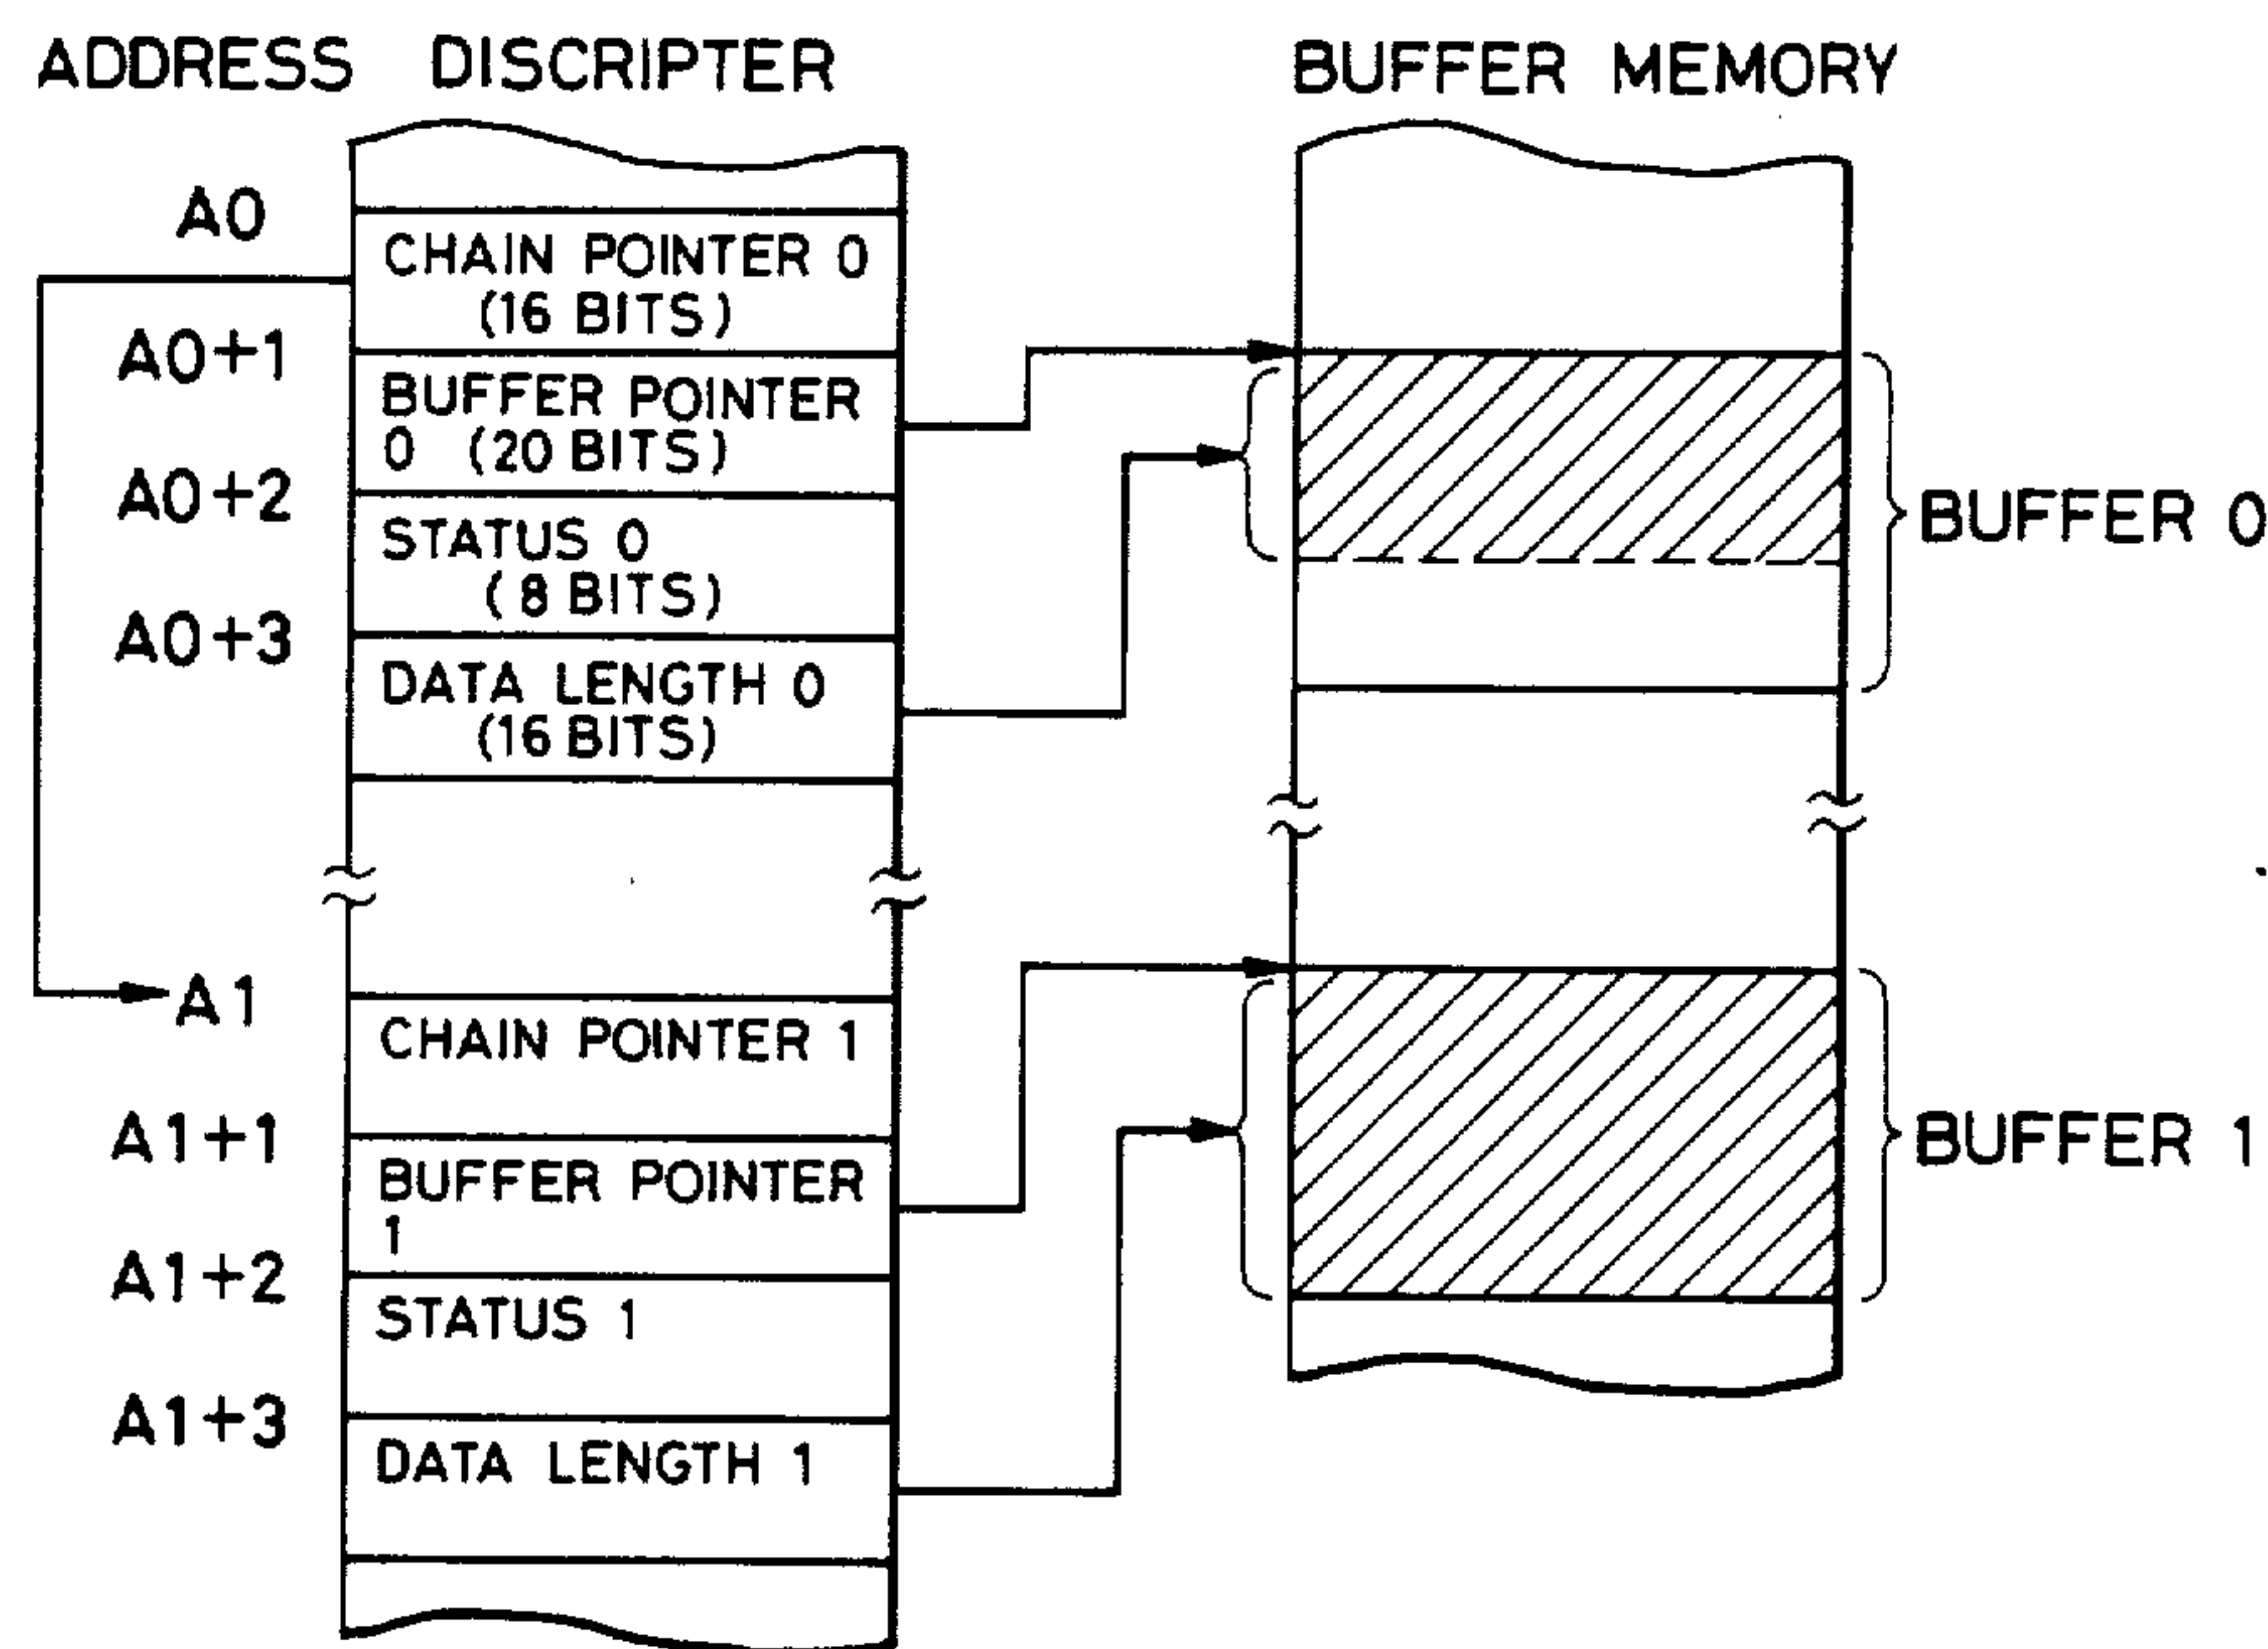 ADDRESS DISCRIPTER BUFFER MEMORY
A0
CHAIN POINTER 0
(16 BITS)
A0+1
BUFFER POINTER
0 (20 BITS)
A0+2
STATUS 0
(8 BITS)
A0+3
DATA LENGTH 0
(16 BITS)
BUFFER 0
A1
CHAIN POINTER 1
A1+1
BUFFER POINTER
1
A1+2
STATUS 1
A1+3
DATA LENGTH 1
BUFFER 1